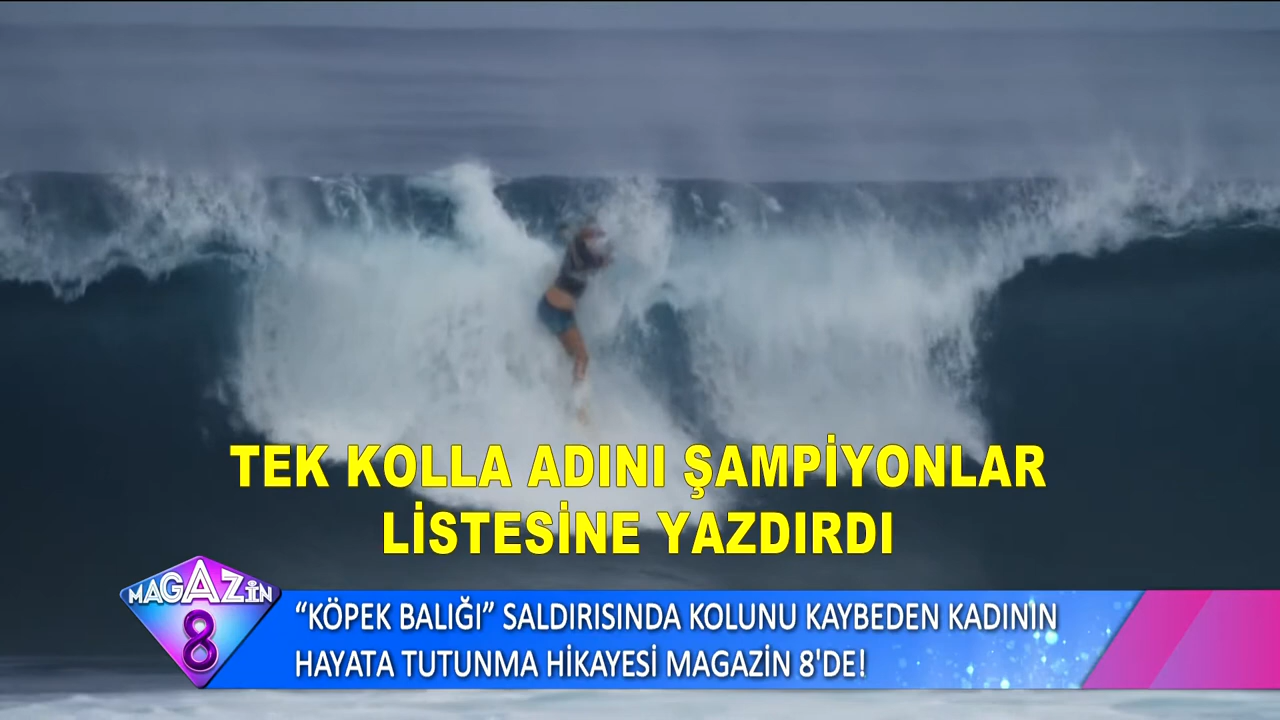 TEK KOLLA ADINI ŞAMPİYONLAR
LİSTESİNE YAZDIRDI
MAGAZİN
8
“KÖPEK BALIĞI” SALDIRISINDA KOLUNU KAYBEDEN KADININ
HAYATA TUTUNMA HİKAYESİ MAGAZİN 8'DE!